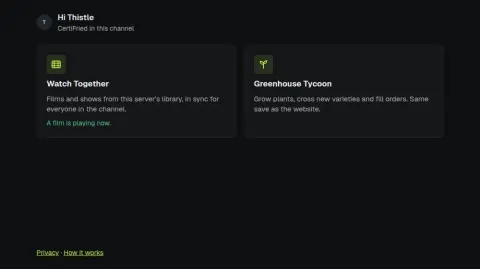 T
Hi Thistle
CertiFried in this channel
Watch Together
Films and shows from this server's library, in sync for
everyone in the channel.
A film is playing now.
Greenhouse Tycoon
Grow plants, cross new varieties and fill orders. Same
save as the website.
Privacy · How it works